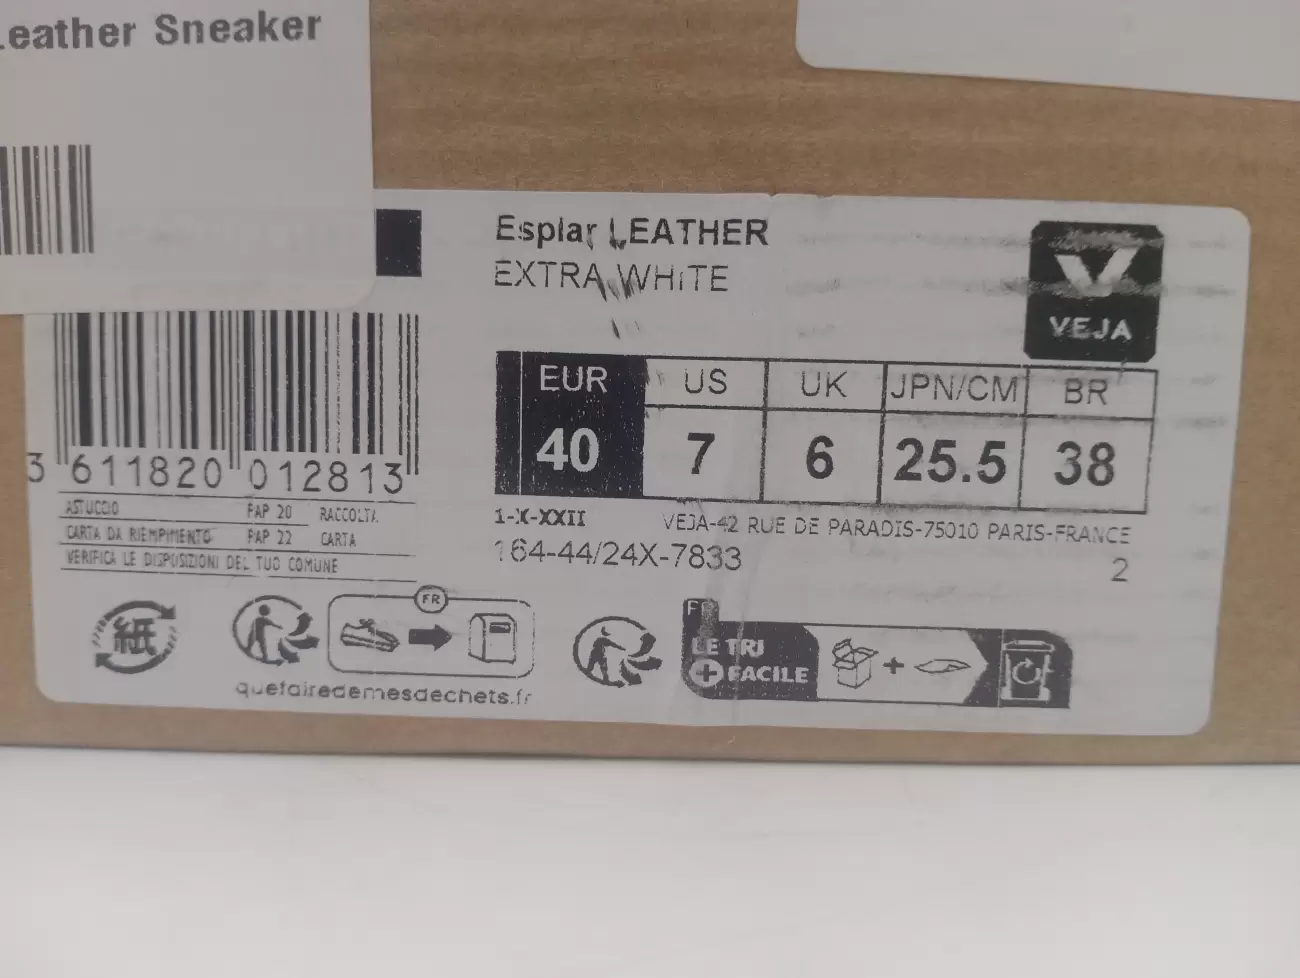 Leather Sneaker
Esplar LEATHER
EXTRA WHITE
VEJA
EUR US UK JPN/CM BR
40 7 6 25.5 38
3 611820 012813
ASTUCCIO PAP 20 RACCOLTA
CARTA DA RIEMPIMENTO PAP 22 CARTA
VERIFICA LE DISPOSIZIONI DEL TUO COMUNE
1-X-XXII VEJA-42 RUE DE PARADIS-75010 PARIS-FRANCE
164-44/24X-7833 2
紙
FR
quefairedemesdechets.fr
FR
LE TRI
+ FACILE
+